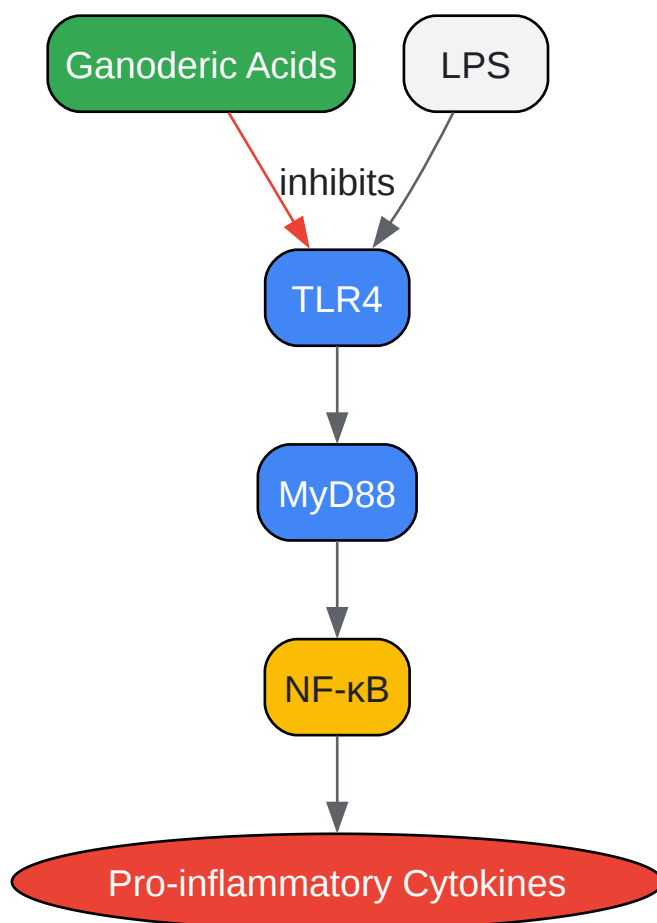 Ganoderic Acids
LPS
inhibits
TLR4
MyD88
NF-κB
Pro-inflammatory Cytokines